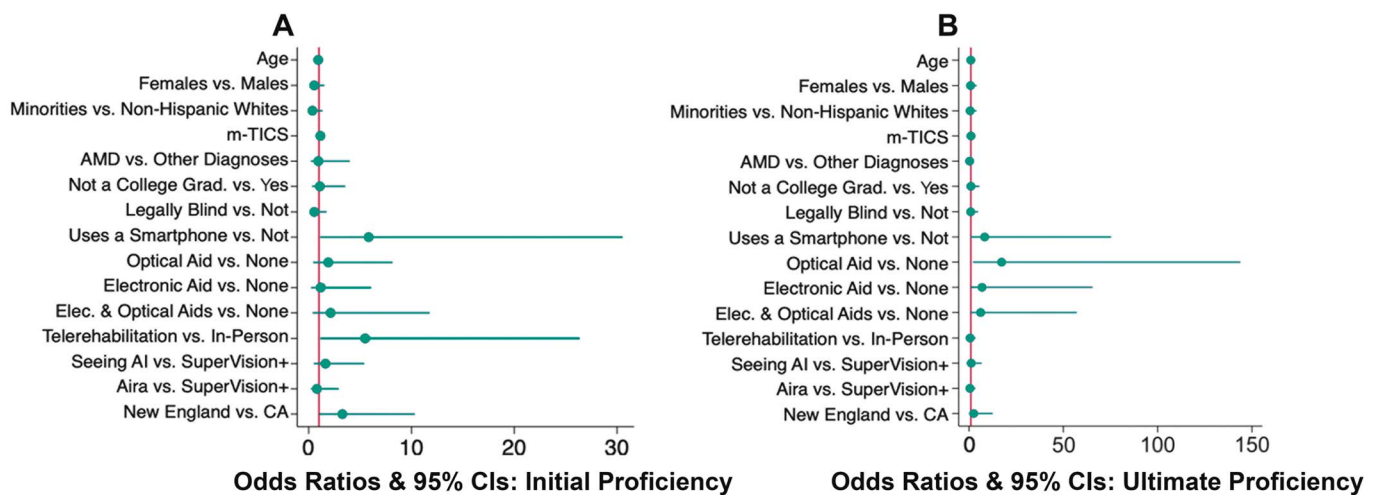 A
Age
Females vs. Males
Minorities vs. Non-Hispanic Whites
m-TICS
AMD vs. Other Diagnoses
Not a College Grad. vs. Yes
Legally Blind vs. Not
Uses a Smartphone vs. Not
Optical Aid vs. None
Electronic Aid vs. None
Elec. & Optical Aids vs. None
Telerehabilitation vs. In-Person
Seeing AI vs. SuperVision+
Aira vs. SuperVision+
New England vs. CA
0 10 20 30
Odds Ratios & 95% CIs: Initial Proficiency
B
Age
Females vs. Males
Minorities vs. Non-Hispanic Whites
m-TICS
AMD vs. Other Diagnoses
Not a College Grad. vs. Yes
Legally Blind vs. Not
Uses a Smartphone vs. Not
Optical Aid vs. None
Electronic Aid vs. None
Elec. & Optical Aids vs. None
Telerehabilitation vs. In-Person
Seeing AI vs. SuperVision+
Aira vs. SuperVision+
New England vs. CA
0 50 100 150
Odds Ratios & 95% CIs: Ultimate Proficiency